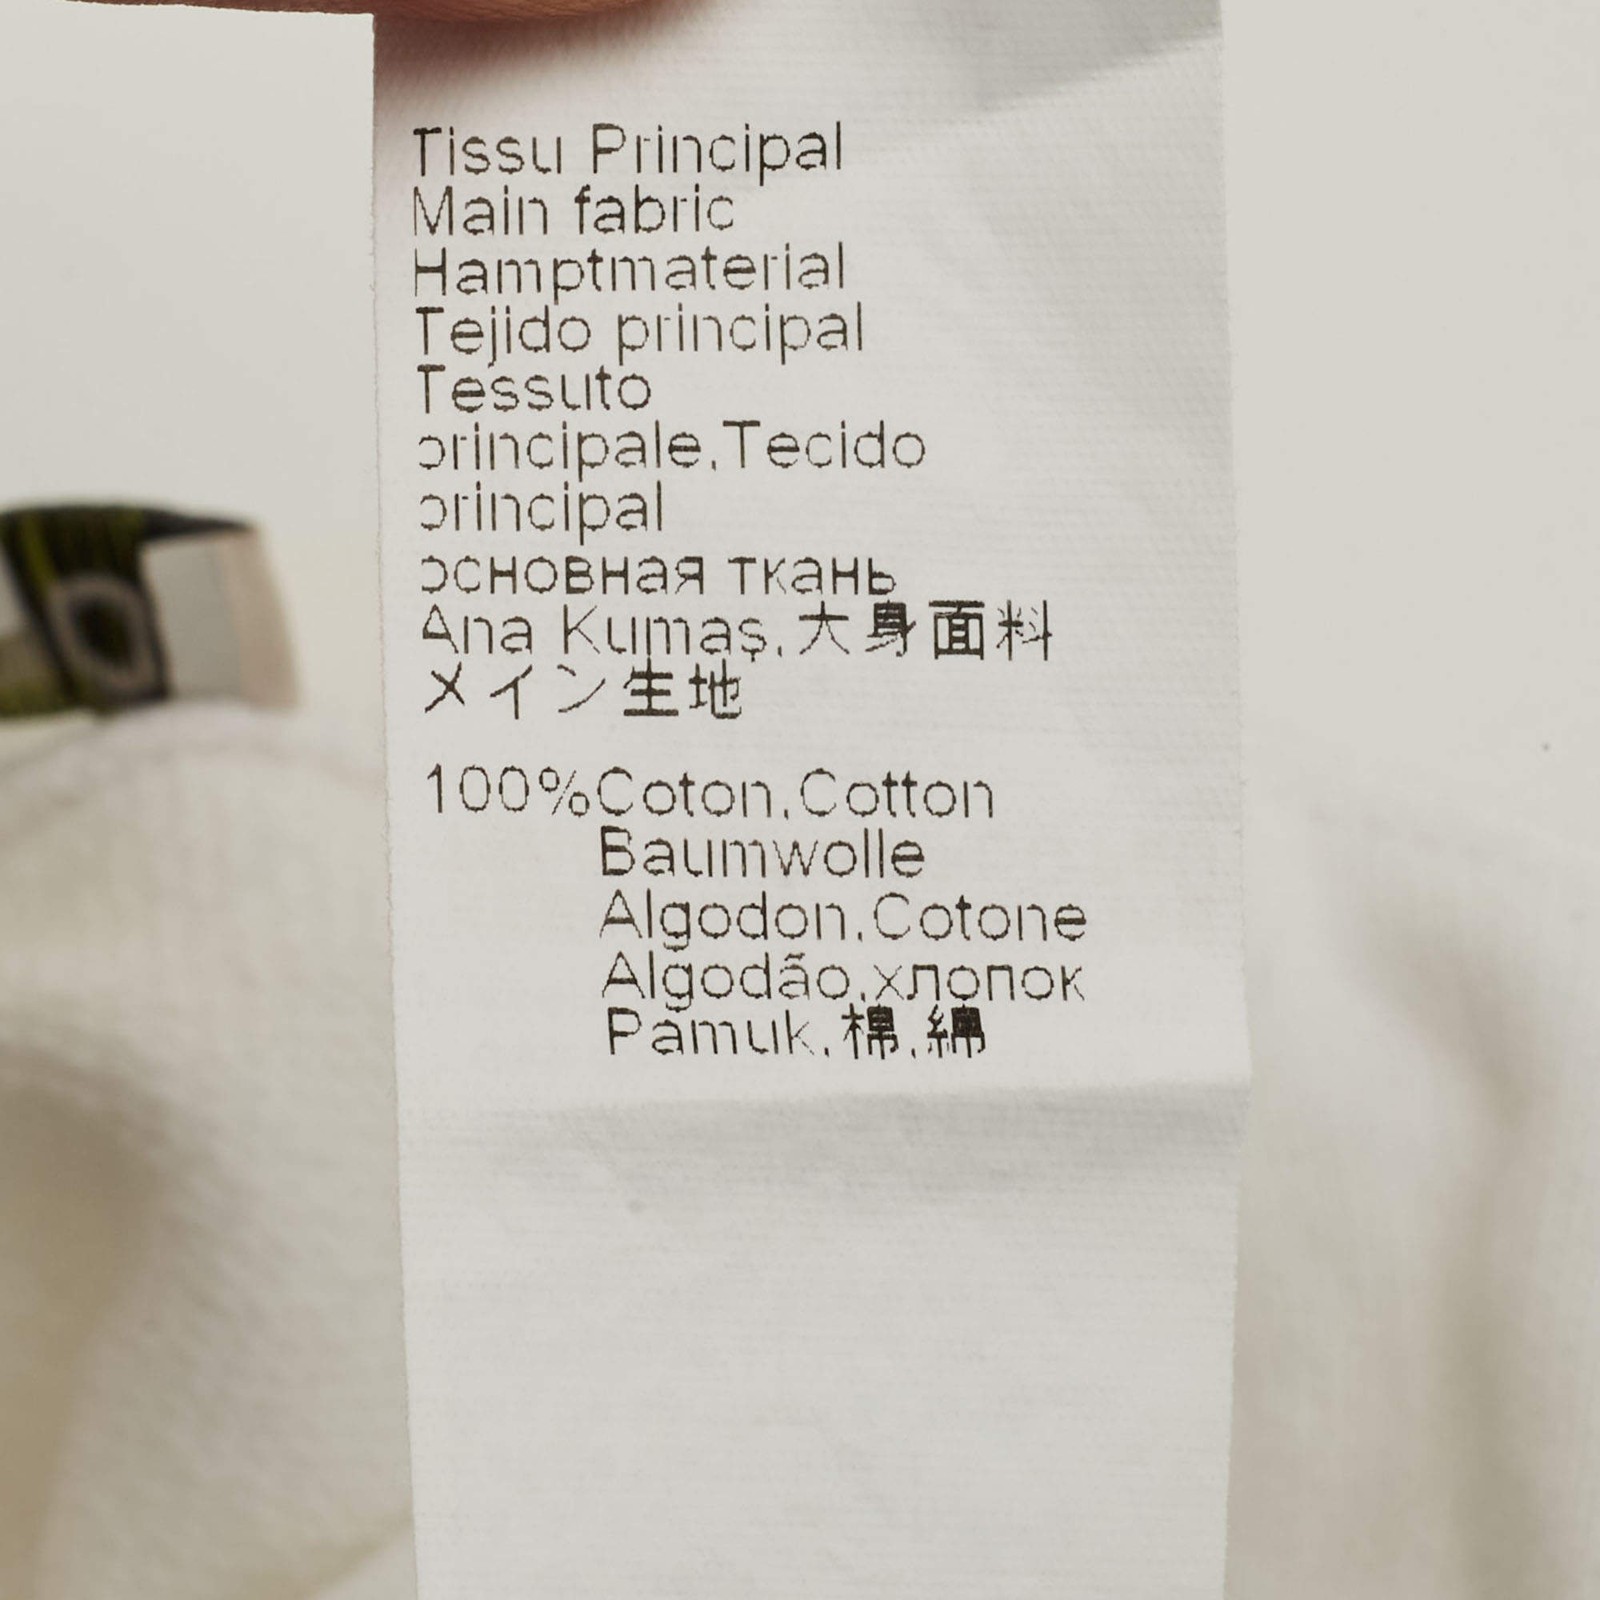 Tissu Principal
Main fabric
Hamptmaterial
Tejido principal
Tessuto
principale,Tecido
principal
основная ткань
Ana Kumaş,大身面料
メイン生地
100%Coton,Cotton
Baumwolle
Algodon,Cotone
Algodão,хлопок
Pamuk,棉,綿